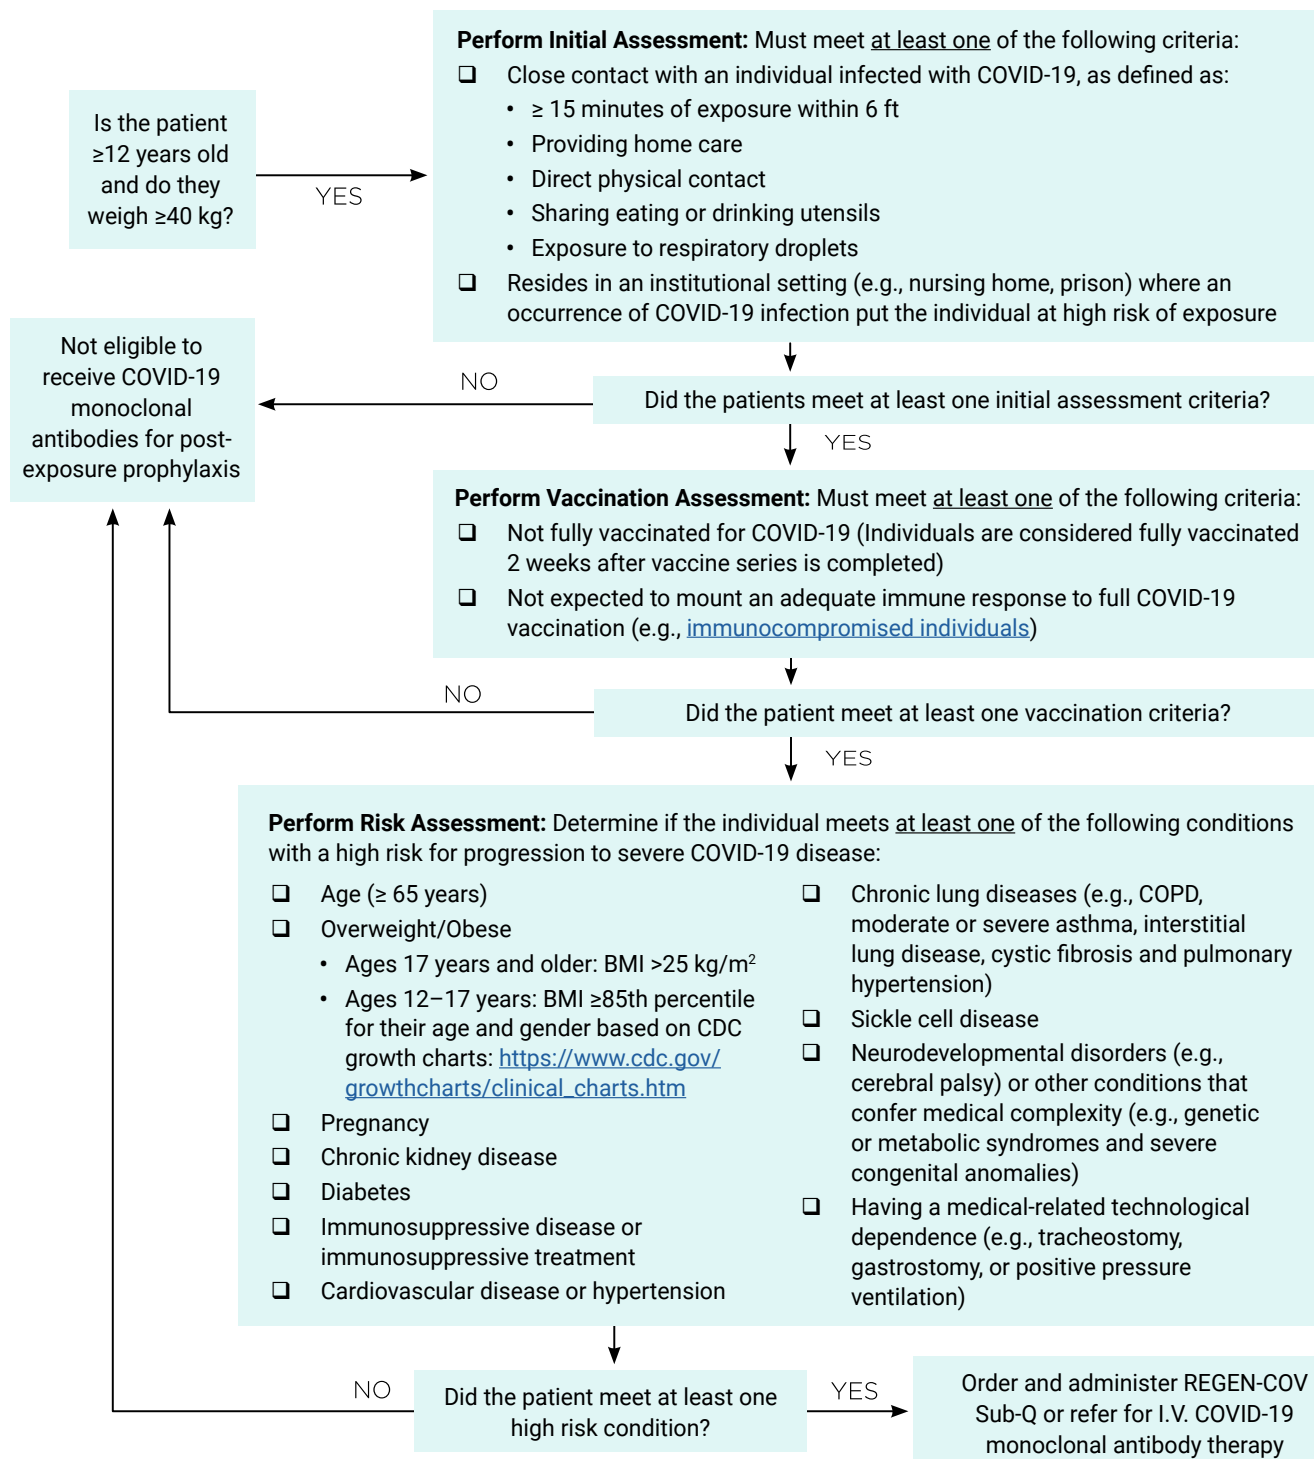 Is the patient
≥12 years old
and do they
weigh ≥40 kg?
YES
Perform Initial Assessment: Must meet at least one of the following criteria:
❑ Close contact with an individual infected with COVID-19, as defined as:
• ≥ 15 minutes of exposure within 6 ft
• Providing home care
• Direct physical contact
• Sharing eating or drinking utensils
• Exposure to respiratory droplets
❑ Resides in an institutional setting (e.g., nursing home, prison) where an
occurrence of COVID-19 infection put the individual at high risk of exposure
Not eligible to
receive COVID-19
monoclonal
antibodies for post-
exposure prophylaxis
NO
Did the patients meet at least one initial assessment criteria?
YES
Perform Vaccination Assessment: Must meet at least one of the following criteria:
❑ Not fully vaccinated for COVID-19 (Individuals are considered fully vaccinated
2 weeks after vaccine series is completed)
❑ Not expected to mount an adequate immune response to full COVID-19
vaccination (e.g., immunocompromised individuals)
NO
Did the patient meet at least one vaccination criteria?
YES
Perform Risk Assessment: Determine if the individual meets at least one of the following conditions
with a high risk for progression to severe COVID-19 disease:
❑ Age (≥ 65 years)
❑ Overweight/Obese
• Ages 17 years and older: BMI >25 kg/m²
• Ages 12–17 years: BMI ≥85th percentile
for their age and gender based on CDC
growth charts: https://www.cdc.gov/
growthcharts/clinical_charts.htm
❑ Pregnancy
❑ Chronic kidney disease
❑ Diabetes
❑ Immunosuppressive disease or
immunosuppressive treatment
❑ Cardiovascular disease or hypertension
❑ Chronic lung diseases (e.g., COPD,
moderate or severe asthma, interstitial
lung disease, cystic fibrosis and pulmonary
hypertension)
❑ Sickle cell disease
❑ Neurodevelopmental disorders (e.g.,
cerebral palsy) or other conditions that
confer medical complexity (e.g., genetic
or metabolic syndromes and severe
congenital anomalies)
❑ Having a medical-related technological
dependence (e.g., tracheostomy,
gastrostomy, or positive pressure
ventilation)
NO
Did the patient meet at least one
high risk condition?
YES
Order and administer REGEN-COV
Sub-Q or refer for I.V. COVID-19
monoclonal antibody therapy